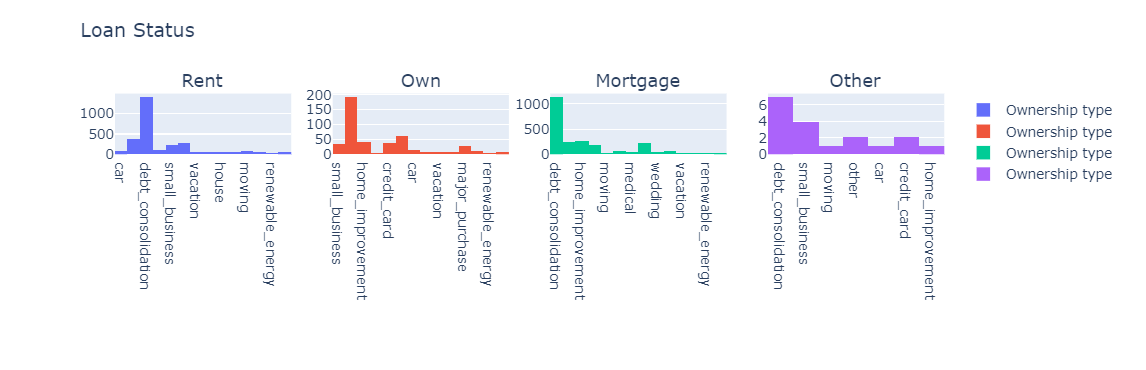 Loan Status
Rent
Own
Mortgage
Other
1000
500
0
car
debt_consolidation
small_business
vacation
house
moving
renewable_energy
200
150
100
50
0
small_business
home_improvement
credit_card
car
vacation
major_purchase
renewable_energy
1000
500
0
debt_consolidation
home_improvement
moving
medical
wedding
vacation
renewable_energy
6
4
2
0
debt_consolidation
small_business
moving
other
car
credit_card
home_improvement
Ownership type
Ownership type
Ownership type
Ownership type